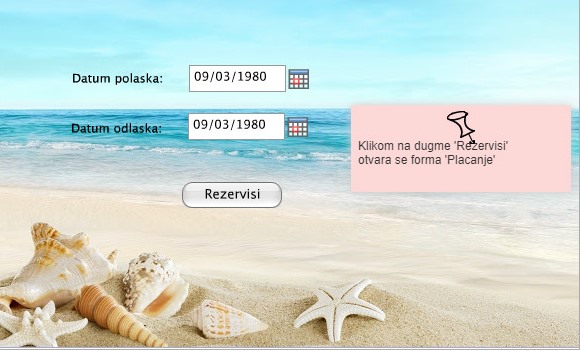 Datum polaska:
09/03/1980
Datum odlaska:
09/03/1980
Klikom na dugme 'Rezervisi'
otvara se forma 'Placanje'
Rezervisi